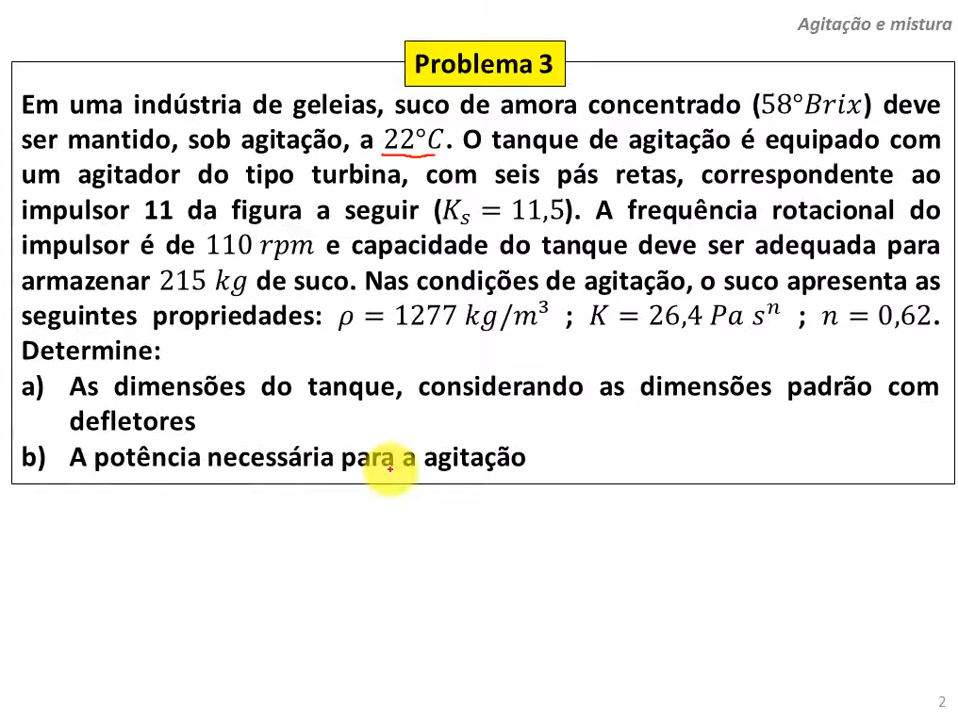 Agitação e mistura
Problema 3
Em uma indústria de geleias, suco de amora concentrado (58°Brix) deve
ser mantido, sob agitação, a 22°C. O tanque de agitação é equipado com
um agitador do tipo turbina, com seis pás retas, correspondente ao
impulsor 11 da figura a seguir (Kₛ = 11,5). A frequência rotacional do
impulsor é de 110 rpm e capacidade do tanque deve ser adequada para
armazenar 215 kg de suco. Nas condições de agitação, o suco apresenta as
seguintes propriedades: ρ = 1277 kg/m³ ; K = 26,4 Pa sⁿ ; n = 0,62.
Determine:
a) As dimensões do tanque, considerando as dimensões padrão com
defletores
b) A potência necessária para a agitação
2